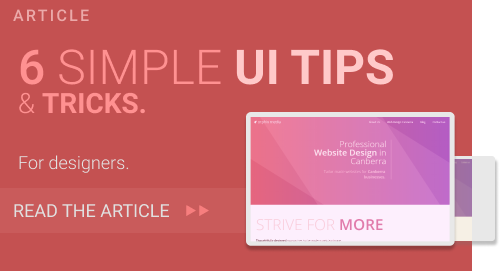 ARTICLE
6 SIMPLE UI TIPS
& TRICKS.
For designers.
READ THE ARTICLE
Professional
Website Design in
Canberra
STRIVE FOR MORE